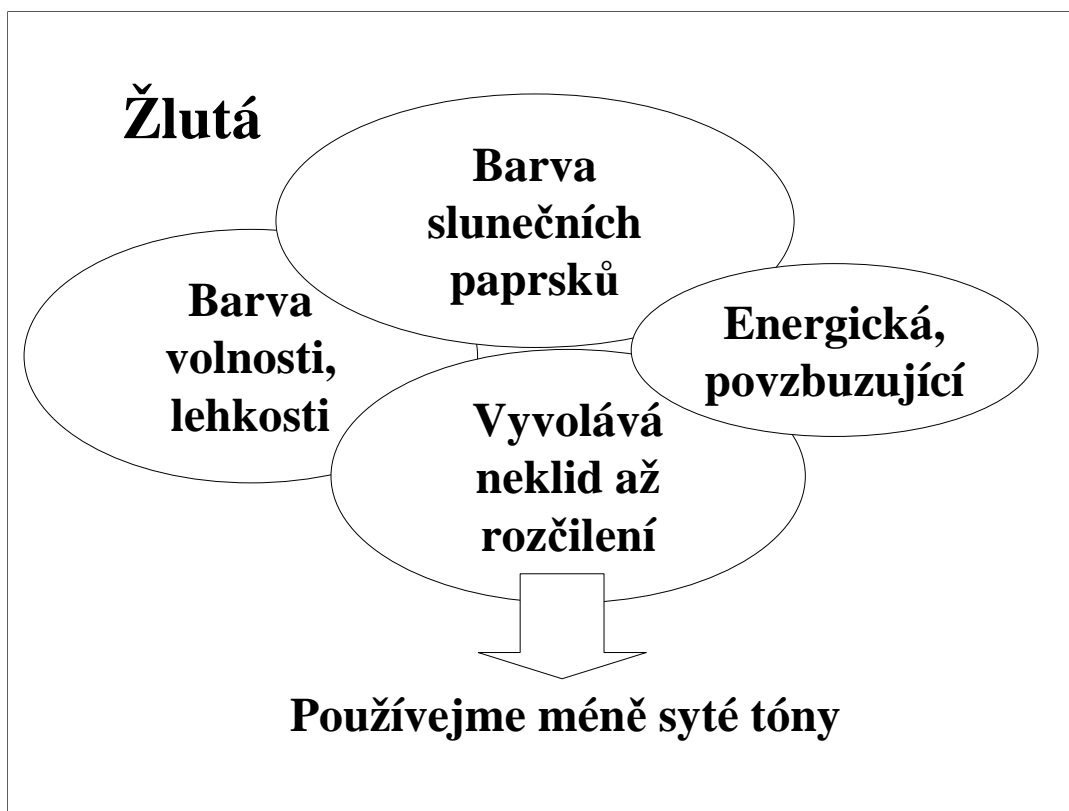 Žlutá
Barva
slunečních
paprsků
Barva
volnosti,
lehkosti
Energická,
povzbuzující
Vyvolává
neklid až
rozčilení
Používejme méně syté tóny